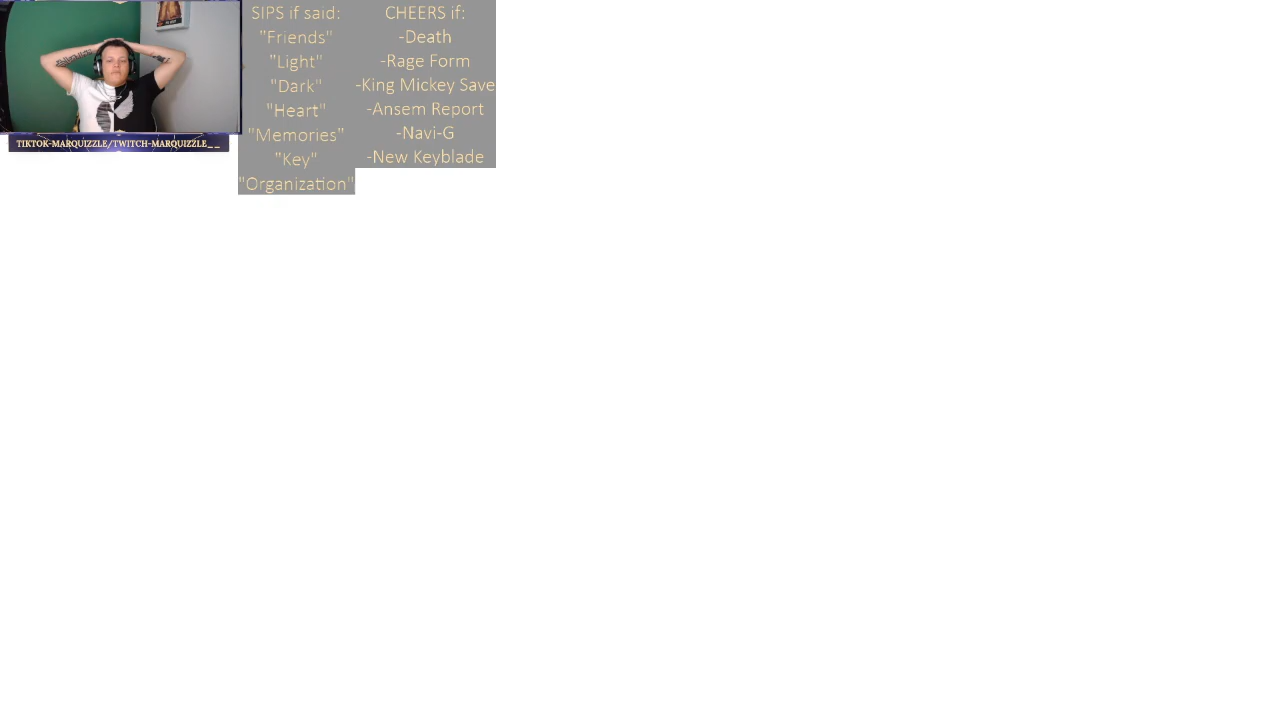 SIPS if said:
"Friends"
"Light"
"Dark"
"Heart"
"Memories"
"Key"
"Organization"
CHEERS if:
-Death
-Rage Form
-King Mickey Save
-Ansem Report
-Navi-G
-New Keyblade
TIKTOK-MARQUIZZLE/TWITCH-MARQUIZZLE__